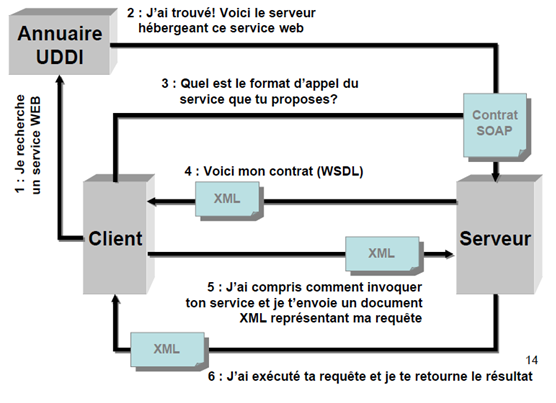 2 : J'ai trouvé! Voici le serveur
hébergeant ce service web
Annuaire
UDDI
3 : Quel est le format d'appel du
service que tu proposes?
Contrat
SOAP
1 : Je recherche
un service WEB
4 : Voici mon contrat (WSDL)
XML
Client
Serveur
XML
5 : J'ai compris comment invoquer
ton service et je t'envoie un document
XML représentant ma requête
XML
14
6 : J'ai exécuté ta requête et je te retourne le résultat